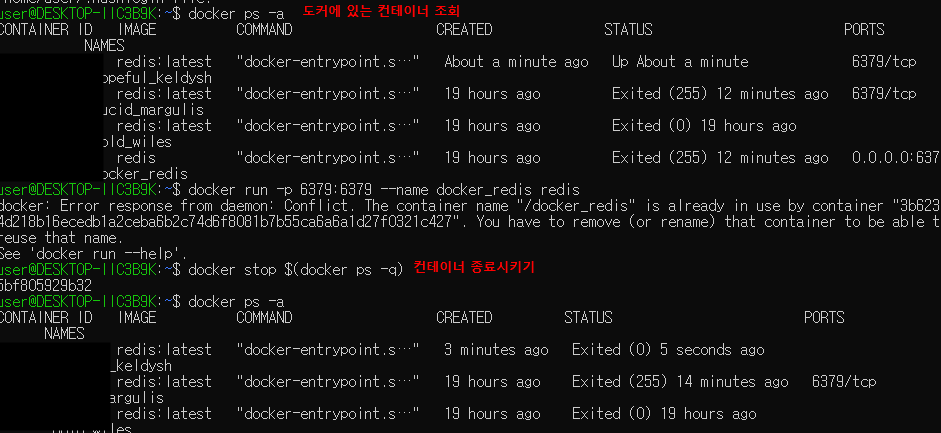 user@DESKTOP-IIC3B9K:~$ docker ps -a 도커에 있는 컨테이너 조회
CONTAINER ID IMAGE COMMAND CREATED STATUS PORTS
NAMES
redis:latest "docker-entrypoint.s…" About a minute ago Up About a minute 6379/tcp
opeful_keldysh
redis:latest "docker-entrypoint.s…" 19 hours ago Exited (255) 12 minutes ago 6379/tcp
ucid_margulis
redis:latest "docker-entrypoint.s…" 19 hours ago Exited (0) 19 hours ago
old_wiles
redis "docker-entrypoint.s…" 19 hours ago Exited (255) 12 minutes ago 0.0.0.0:637
ocker_redis
user@DESKTOP-IIC3B9K:~$ docker run -p 6379:6379 --name docker_redis redis
docker: Error response from daemon: Conflict. The container name "/docker_redis" is already in use by container "3b623
4d218b16ecedb1a2ceba6b2c74d6f8081b7b55ca6a6a1d27f0321c427". You have to remove (or rename) that container to be able t
reuse that name.
See 'docker run --help'.
user@DESKTOP-IIC3B9K:~$ docker stop $(docker ps -q) 컨테이너 종료시키기
5bf805929b32
user@DESKTOP-IIC3B9K:~$ docker ps -a
CONTAINER ID IMAGE COMMAND CREATED STATUS PORTS
NAMES
redis:latest "docker-entrypoint.s…" 3 minutes ago Exited (0) 5 seconds ago
_keldysh
redis:latest "docker-entrypoint.s…" 19 hours ago Exited (255) 14 minutes ago 6379/tcp
argulis
redis:latest "docker-entrypoint.s…" 19 hours ago Exited (0) 19 hours ago